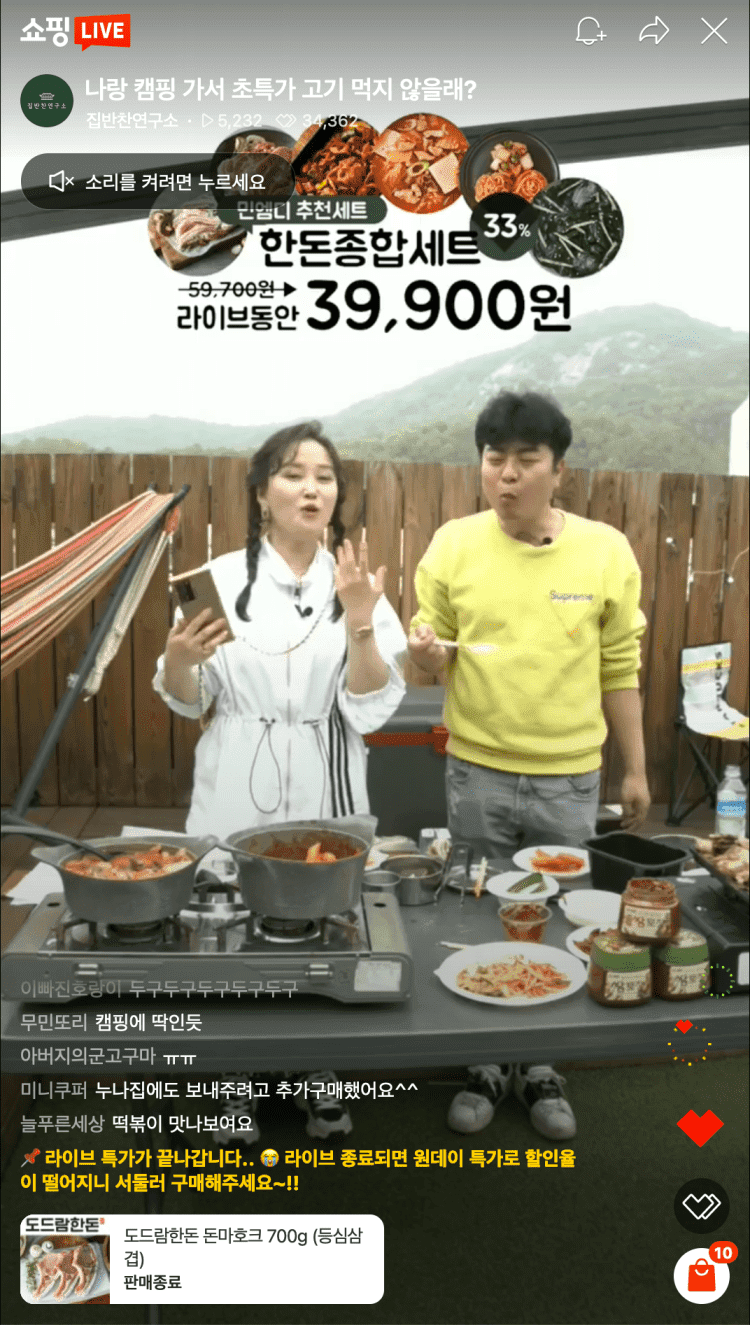 쇼핑 LIVE
나랑 캠핑 가서 초특가 고기 먹지 않을래?
집반찬연구소
집반찬연구소 · 5,232 34,362
소리를 켜려면 누르세요
민엠디 추천세트
한돈종합세트 33%
59,700원
라이브동안 39,900원
Supreme
이빠진호랑이 두구두구두구두구두구
무민또리 캠핑에 딱인듯
아버지의군고구마 ㅠㅠ
미니쿠퍼 누나집에도 보내주려고 추가구매했어요^^
늘푸른세상 떡볶이 맛나보여요
📌 라이브 특가가 끝나갑니다.. 😭 라이브 종료되면 원데이 특가로 할인율
이 떨어지니 서둘러 구매해주세요~!!
도드람한돈
도드람한돈 돈마호크 700g (등심삼
겹)
판매종료
10